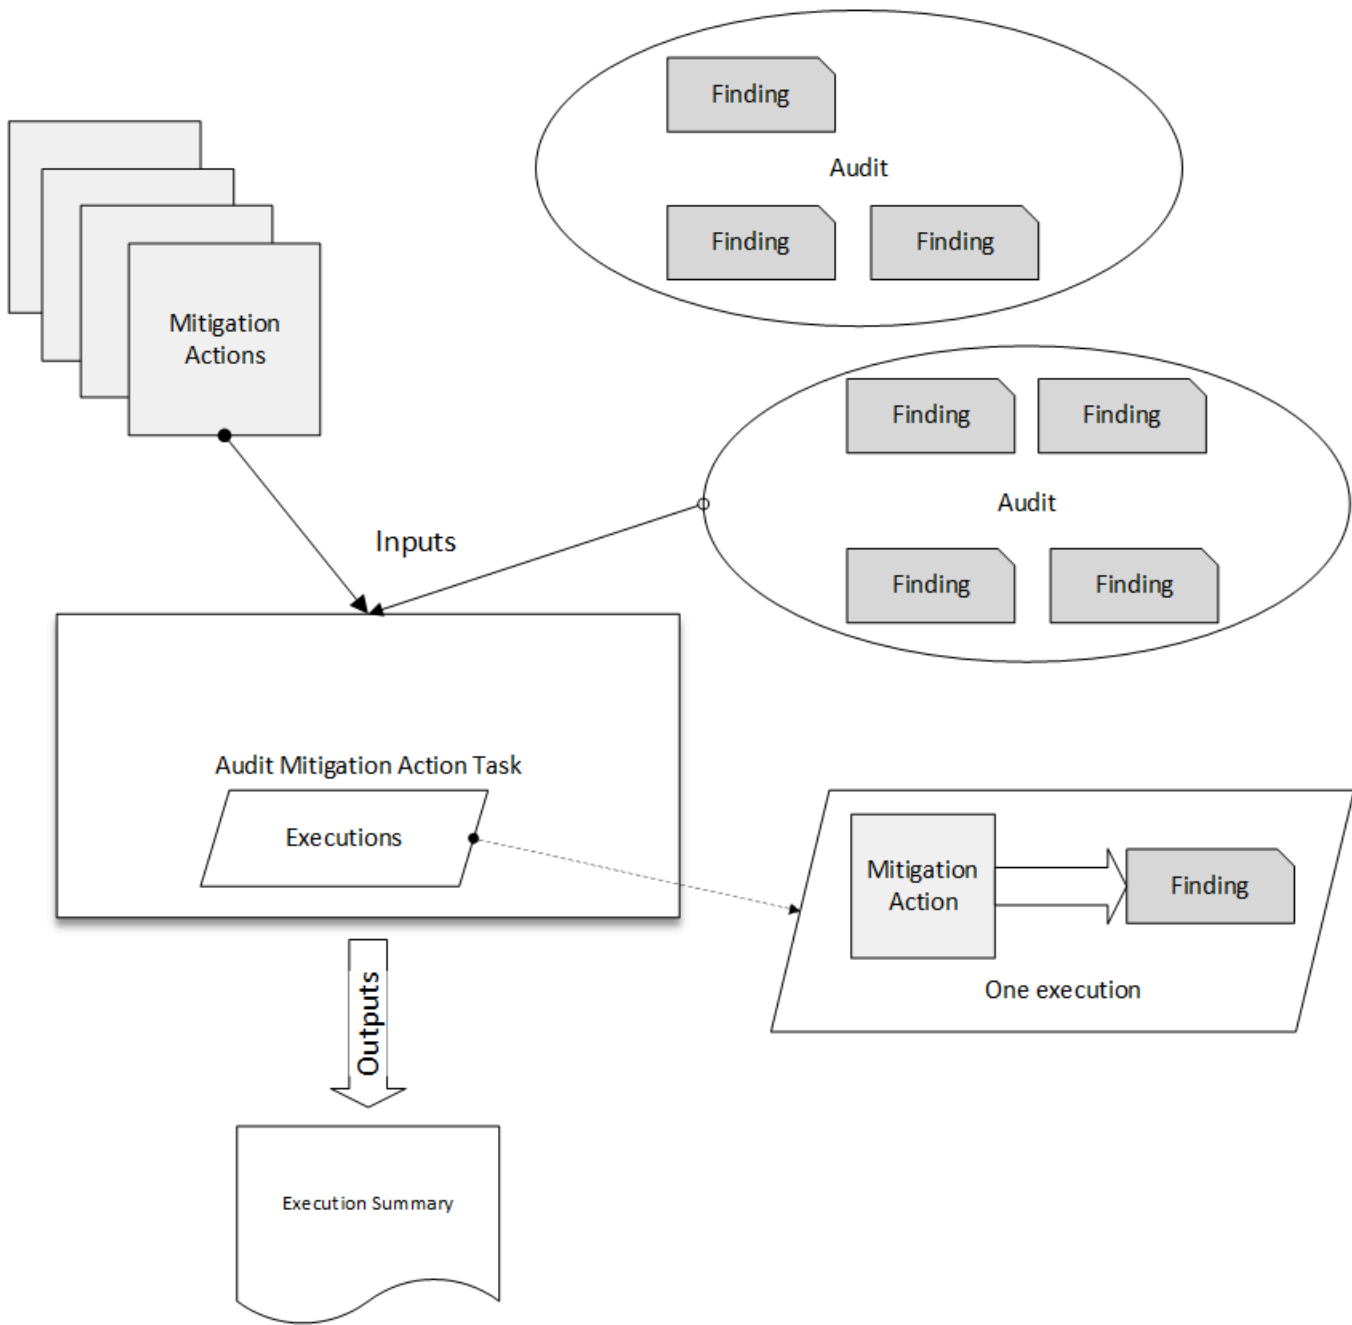 Finding
Audit
Finding
Finding
Mitigation
Actions
Finding
Finding
Audit
Finding
Finding
Inputs
Audit Mitigation Action Task
Executions
Mitigation
Action
Finding
One execution
Outputs
Execution Summary